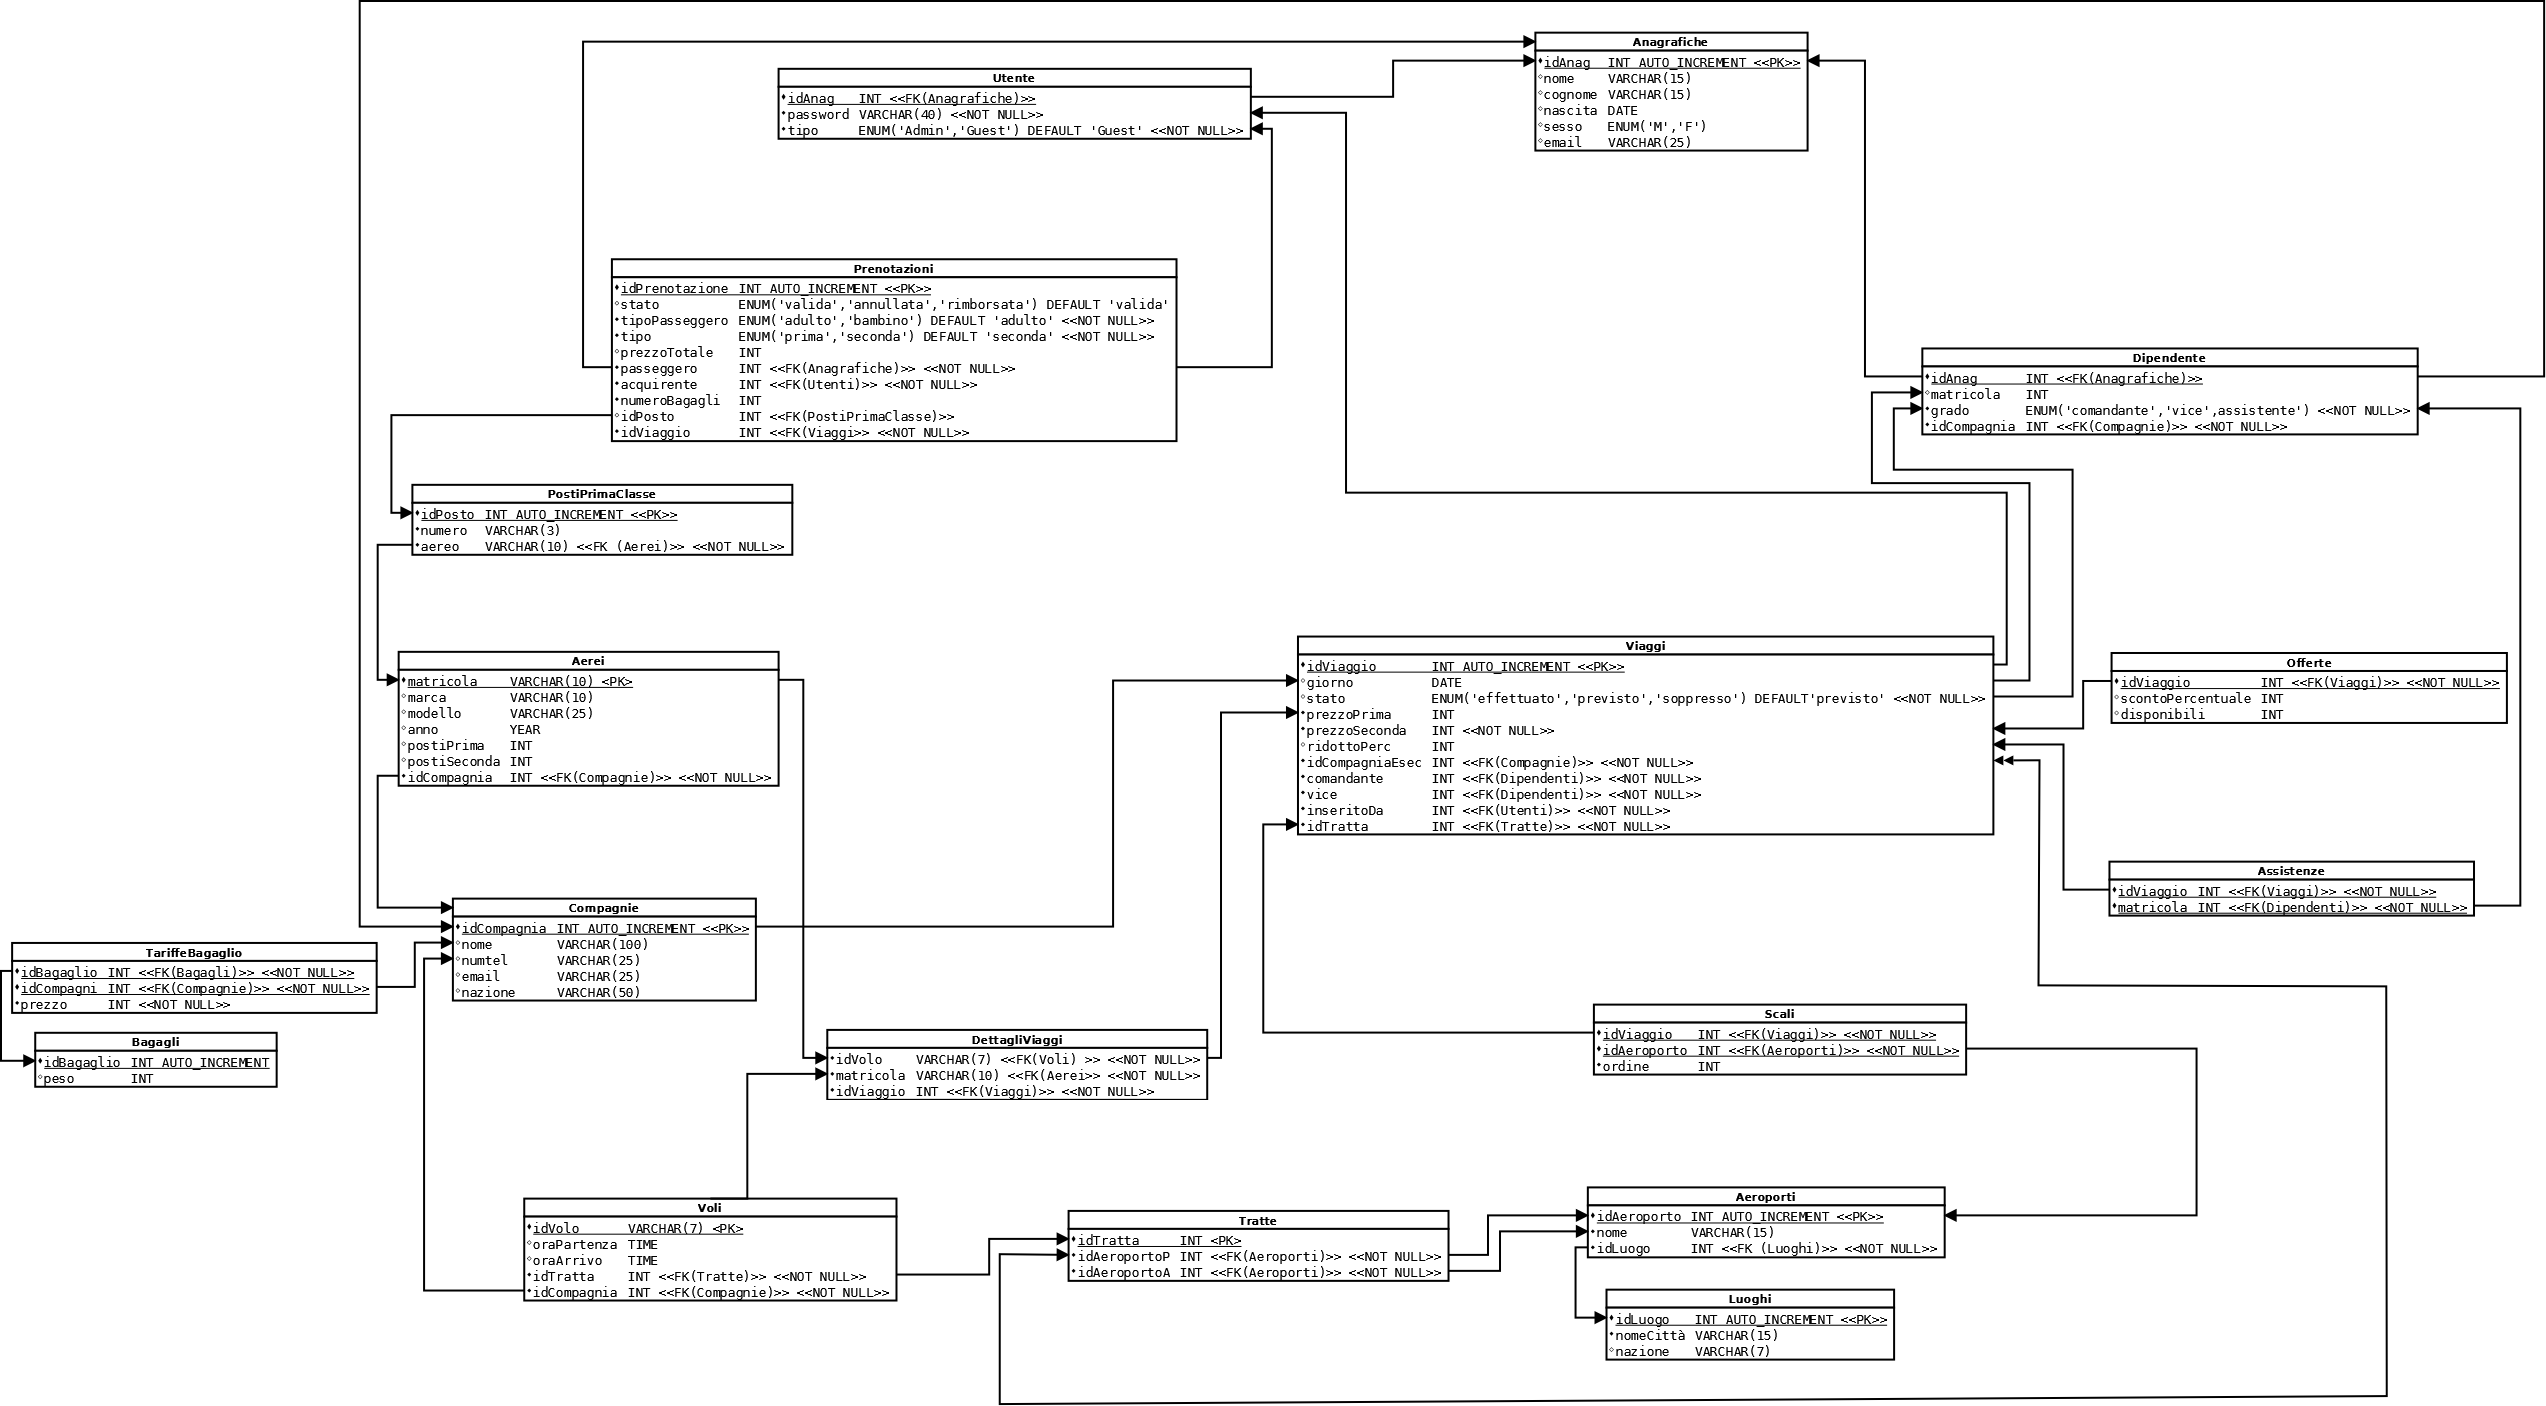 Anagrafiche
idAnag INT AUTO_INCREMENT <<PK>>
nome VARCHAR(15)
cognome VARCHAR(15)
nascita DATE
sesso ENUM('M','F')
email VARCHAR(25)
Utente
idAnag INT <<FK(Anagrafiche)>>
password VARCHAR(40) <<NOT NULL>>
tipo ENUM('Admin','Guest') DEFAULT 'Guest' <<NOT NULL>>
Prenotazioni
idPrenotazione INT AUTO_INCREMENT <<PK>>
stato ENUM('valida','annullata','rimborsata') DEFAULT 'valida'
tipoPasseggero ENUM('adulto','bambino') DEFAULT 'adulto' <<NOT NULL>>
tipo ENUM('prima','seconda') DEFAULT 'seconda' <<NOT NULL>>
prezzoTotale INT
passeggero INT <<FK(Anagrafiche)>> <<NOT NULL>>
acquirente INT <<FK(Utenti)>> <<NOT NULL>>
numeroBagagli INT
idPosto INT <<FK(PostiPrimaClasse)>>
idViaggio INT <<FK(Viaggi>> <<NOT NULL>>
Dipendente
idAnag INT <<FK(Anagrafiche)>>
matricola INT
grado ENUM('comandante','vice',assistente') <<NOT NULL>>
idCompagnia INT <<FK(Compagnie)>> <<NOT NULL>>
PostiPrimaClasse
idPosto INT AUTO_INCREMENT <<PK>>
numero VARCHAR(3)
aereo VARCHAR(10) <<FK (Aerei)>> <<NOT NULL>>
Aerei
matricola VARCHAR(10) <PK>
marca VARCHAR(10)
modello VARCHAR(25)
anno YEAR
postiPrima INT
postiSeconda INT
idCompagnia INT <<FK(Compagnie)>> <<NOT NULL>>
Viaggi
idViaggio INT AUTO_INCREMENT <<PK>>
giorno DATE
stato ENUM('effettuato','previsto','soppresso') DEFAULT'previsto' <<NOT NULL>>
prezzoPrima INT
prezzoSeconda INT <<NOT NULL>>
ridottoPerc INT
idCompagniaEsec INT <<FK(Compagnie)>> <<NOT NULL>>
comandante INT <<FK(Dipendenti)>> <<NOT NULL>>
vice INT <<FK(Dipendenti)>> <<NOT NULL>>
inseritoDa INT <<FK(Utenti)>> <<NOT NULL>>
idTratta INT <<FK(Tratte)>> <<NOT NULL>>
Offerte
idViaggio INT <<FK(Viaggi)>> <<NOT NULL>>
scontoPercentuale INT
disponibili INT
Assistenze
idViaggio INT <<FK(Viaggi)>> <<NOT NULL>>
matricola INT <<FK(Dipendenti)>> <<NOT NULL>>
Compagnie
idCompagnia INT AUTO_INCREMENT <<PK>>
nome VARCHAR(100)
numtel VARCHAR(25)
email VARCHAR(25)
nazione VARCHAR(50)
TariffeBagaglio
idBagaglio INT <<FK(Bagagli)>> <<NOT NULL>>
idCompagni INT <<FK(Compagnie)>> <<NOT NULL>>
prezzo INT <<NOT NULL>>
Bagagli
idBagaglio INT AUTO_INCREMENT
peso INT
DettagliViaggi
idVolo VARCHAR(7) <<FK(Voli) >> <<NOT NULL>>
matricola VARCHAR(10) <<FK(Aerei>> <<NOT NULL>>
idViaggio INT <<FK(Viaggi)>> <<NOT NULL>>
Scali
idViaggio INT <<FK(Viaggi)>> <<NOT NULL>>
idAeroporto INT <<FK(Aeroporti)>> <<NOT NULL>>
ordine INT
Voli
idVolo VARCHAR(7) <PK>
oraPartenza TIME
oraArrivo TIME
idTratta INT <<FK(Tratte)>> <<NOT NULL>>
idCompagnia INT <<FK(Compagnie)>> <<NOT NULL>>
Tratte
idTratta INT <PK>
idAeroportoP INT <<FK(Aeroporti)>> <<NOT NULL>>
idAeroportoA INT <<FK(Aeroporti)>> <<NOT NULL>>
Aeroporti
idAeroporto INT AUTO_INCREMENT <<PK>>
nome VARCHAR(15)
idLuogo INT <<FK (Luoghi)>> <<NOT NULL>>
Luoghi
idLuogo INT AUTO_INCREMENT <<PK>>
nomeCittà VARCHAR(15)
nazione VARCHAR(7)